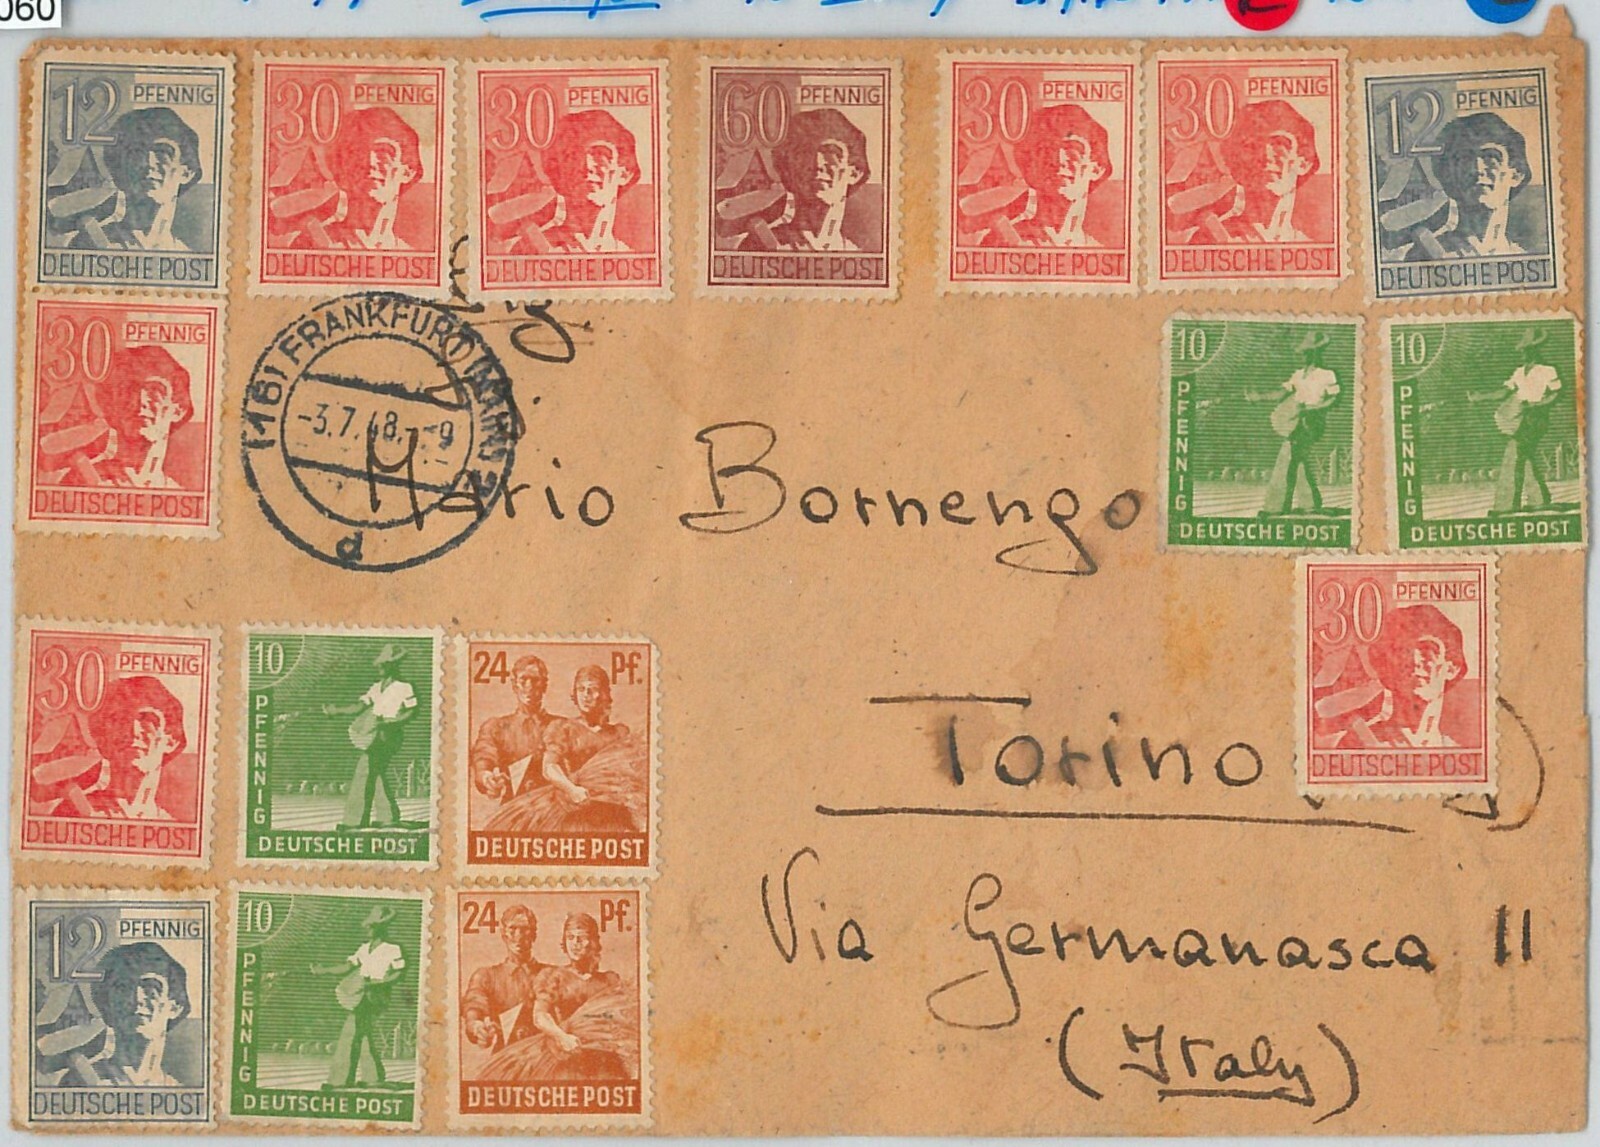 060
12 PFENNIG DEUTSCHE POST
30 PFENNIG DEUTSCHE POST
30 PFENNIG DEUTSCHE POST
60 PFENNIG DEUTSCHE POST
30 PFENNIG DEUTSCHE POST
30 PFENNIG DEUTSCHE POST
12 PFENNIG DEUTSCHE POST
30 PFENNIG DEUTSCHE POST
(16) FRANKFURT (MAIN) 2
-3.7.48.
d
10 PFENNIG DEUTSCHE POST
10 PFENNIG DEUTSCHE POST
Mario Bornengo
30 PFENNIG DEUTSCHE POST
30 PFENNIG DEUTSCHE POST
10 PFENNIG DEUTSCHE POST
24 Pf. DEUTSCHE POST
Torino
Via Germanasca 11
(Italy)
12 PFENNIG DEUTSCHE POST
10 PFENNIG DEUTSCHE POST
24 Pf. DEUTSCHE POST